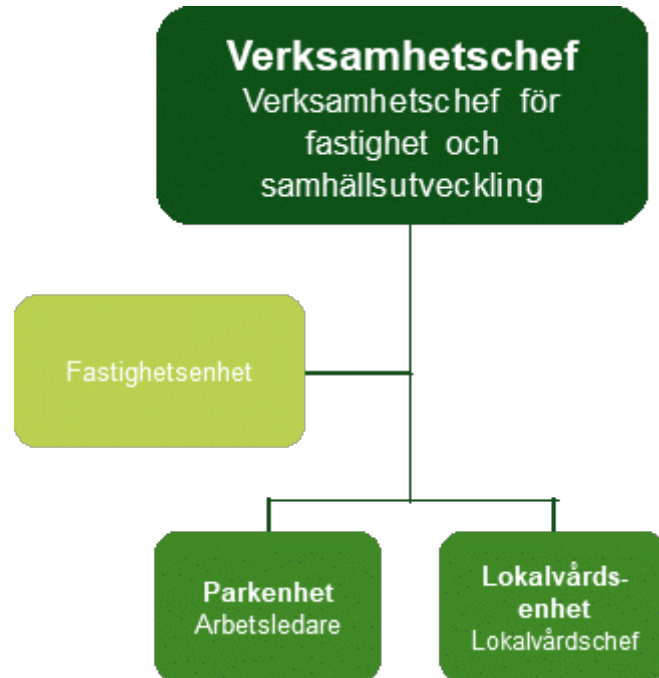 Verksamhetschef
Verksamhetschef för
fastighet och
samhällsutveckling
Fastighetsenhet
Parkenhet
Arbetsledare
Lokalvårds-
enhet
Lokalvårdschef